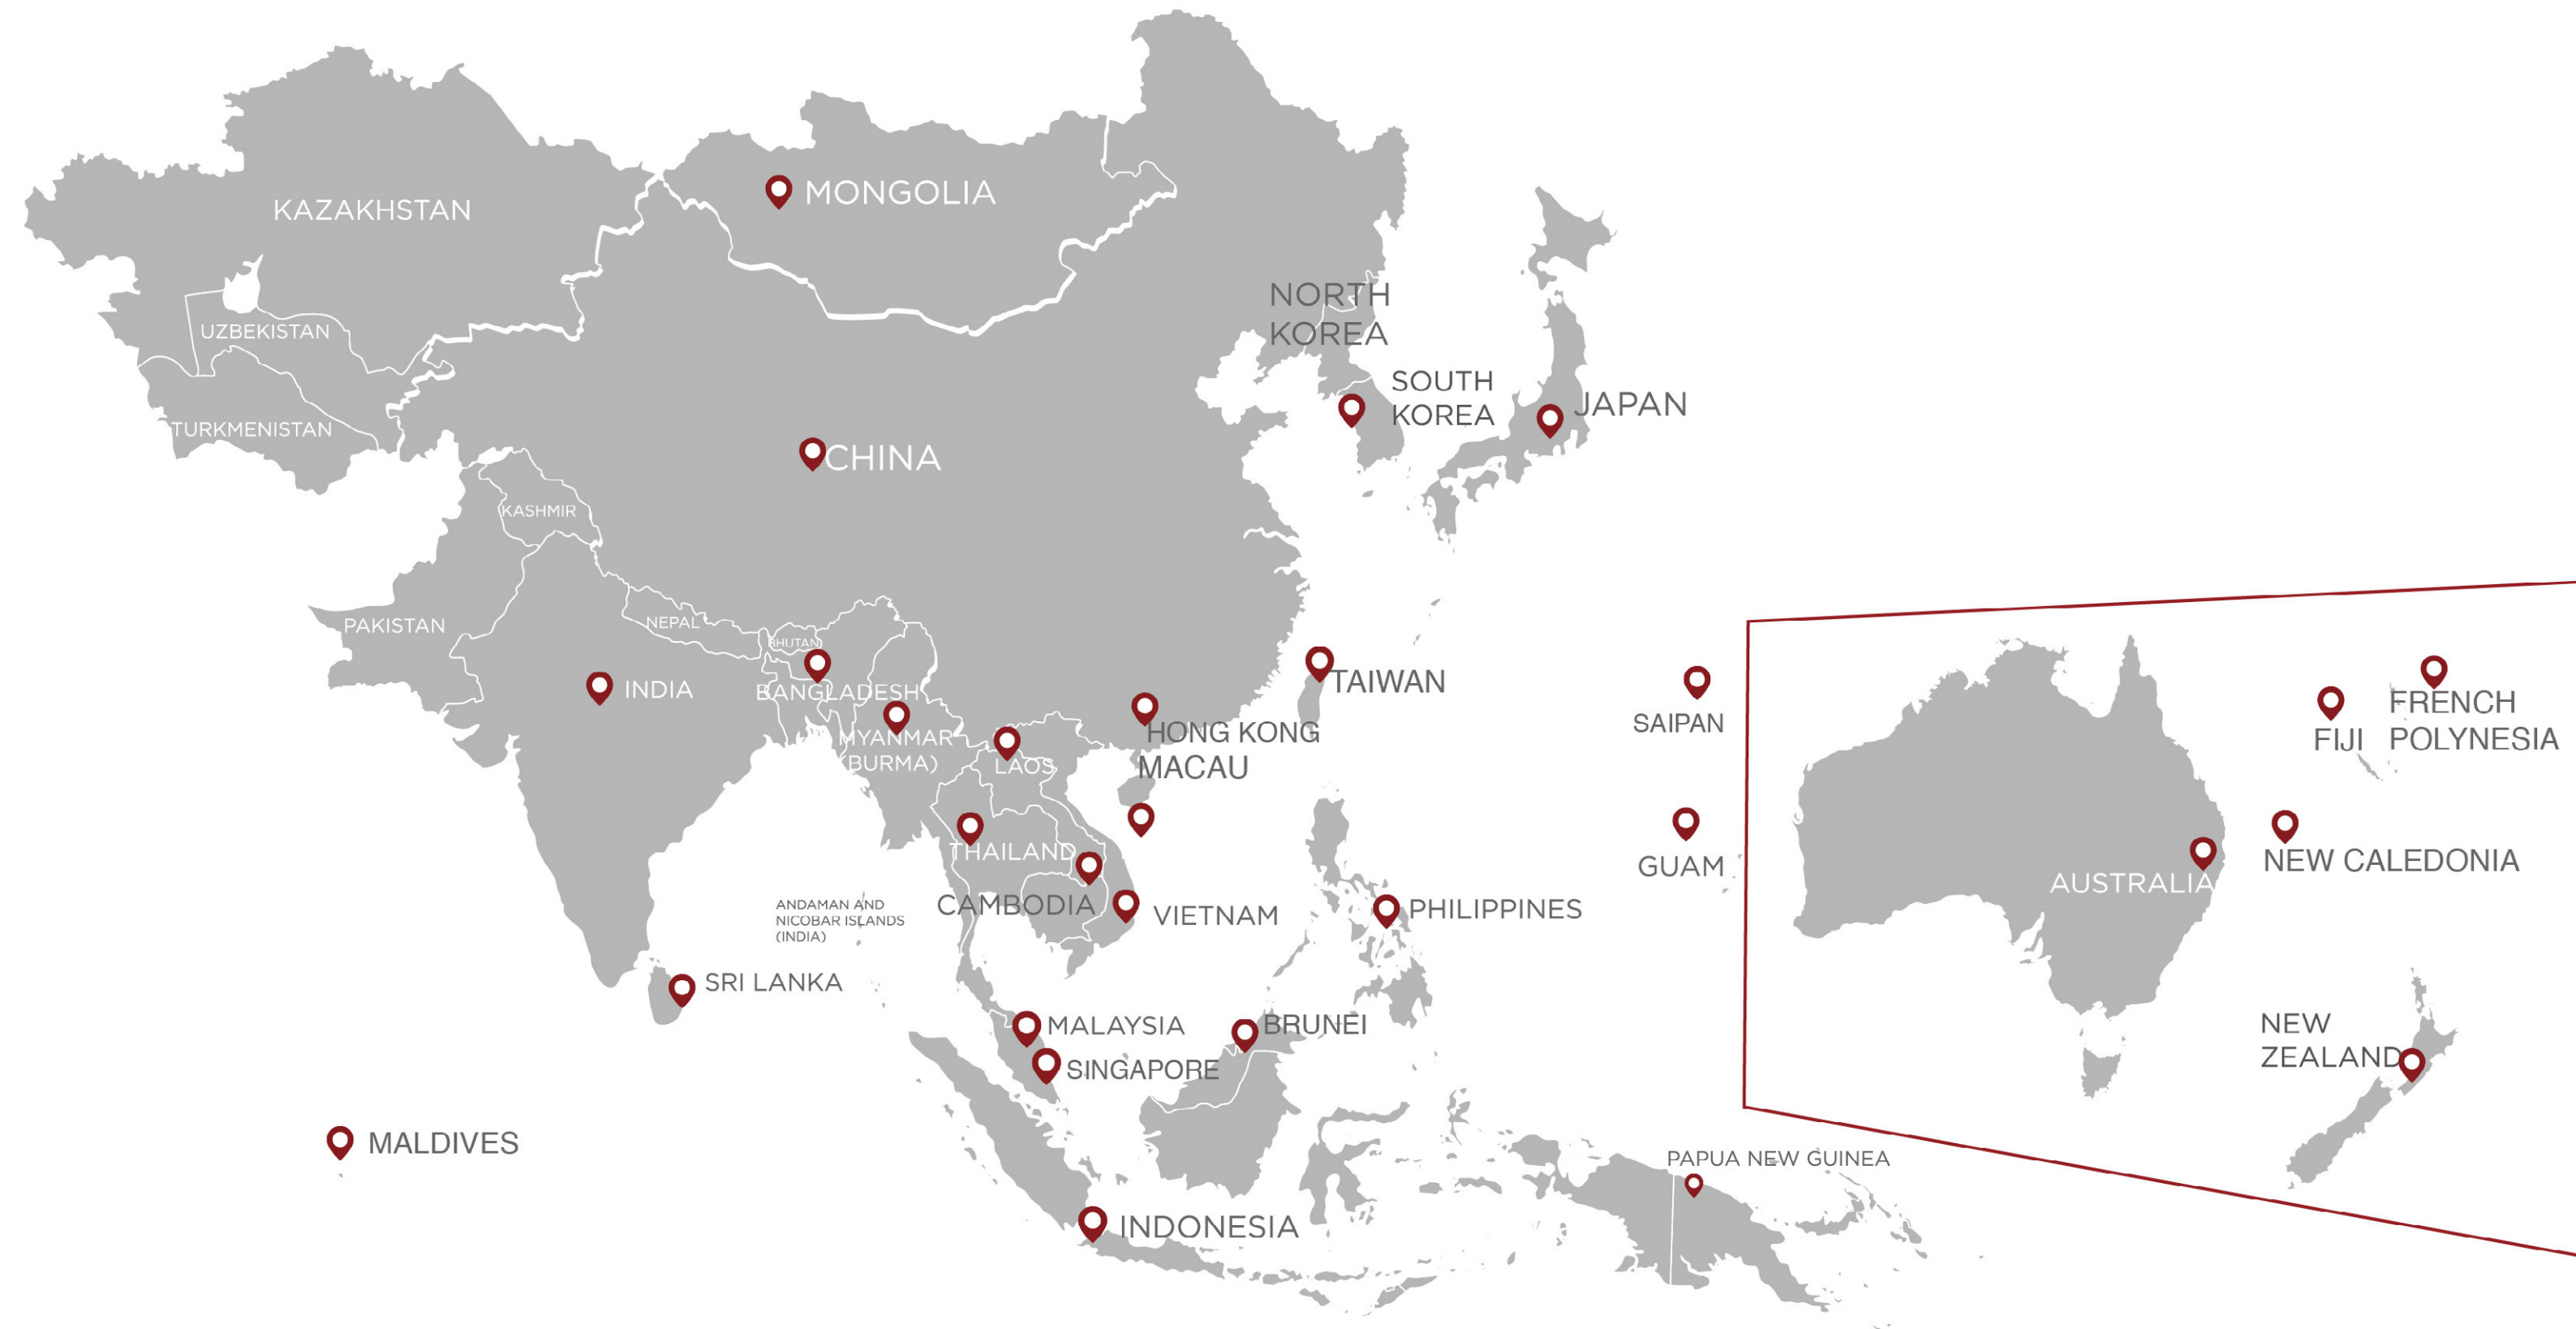 KAZAKHSTAN
MONGOLIA
NORTH
KOREA
UZBEKISTAN
SOUTH
KOREA
JAPAN
TURKMENISTAN
CHINA
KASHMIR
PAKISTAN
NEPAL
BHUTAN
INDIA
BANGLADESH
TAIWAN
SAIPAN
FRENCH
POLYNESIA
FIJI
HONG KONG
MACAU
MYANMAR
(BURMA)
LAOS
THAILAND
GUAM
NEW CALEDONIA
AUSTRALIA
ANDAMAN AND
NICOBAR ISLANDS
(INDIA)
CAMBODIA
VIETNAM
PHILIPPINES
SRI LANKA
MALAYSIA
BRUNEI
SINGAPORE
NEW
ZEALAND
MALDIVES
PAPUA NEW GUINEA
INDONESIA